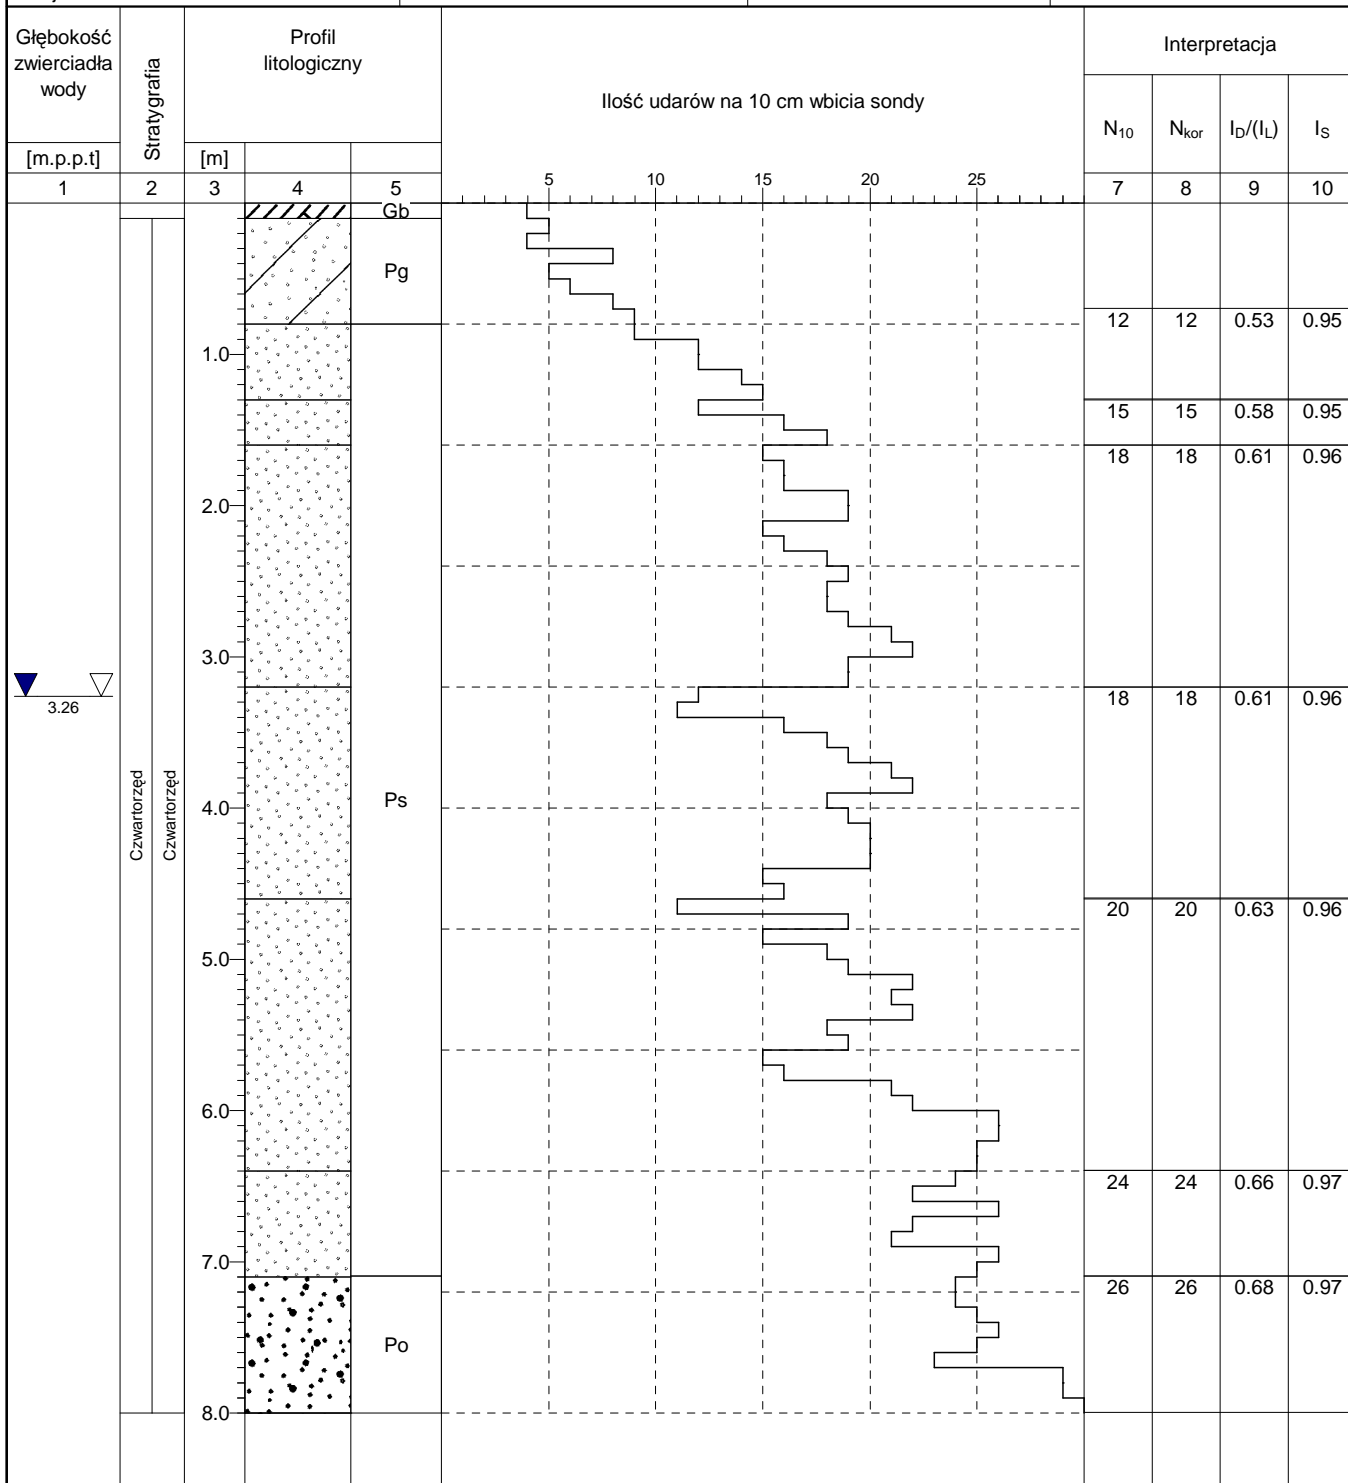 Głębokość
zwierciadła
wody
[m.p.p.t]
Stratygrafia
Profil
litologiczny
[m]
Ilość udarów na 10 cm wbicia sondy
Interpretacja
N10 Nkor ID/(IL) IS
1 2 3 4 5 7 8 9 10
5 10 15 20 25
Gb
Pg
12 12 0.53 0.95
1.0
15 15 0.58 0.95
18 18 0.61 0.96
2.0
3.0
18 18 0.61 0.96
3.26
Czwartorzęd
Czwartorzęd
Ps
4.0
20 20 0.63 0.96
5.0
6.0
24 24 0.66 0.97
7.0
26 26 0.68 0.97
Po
8.0